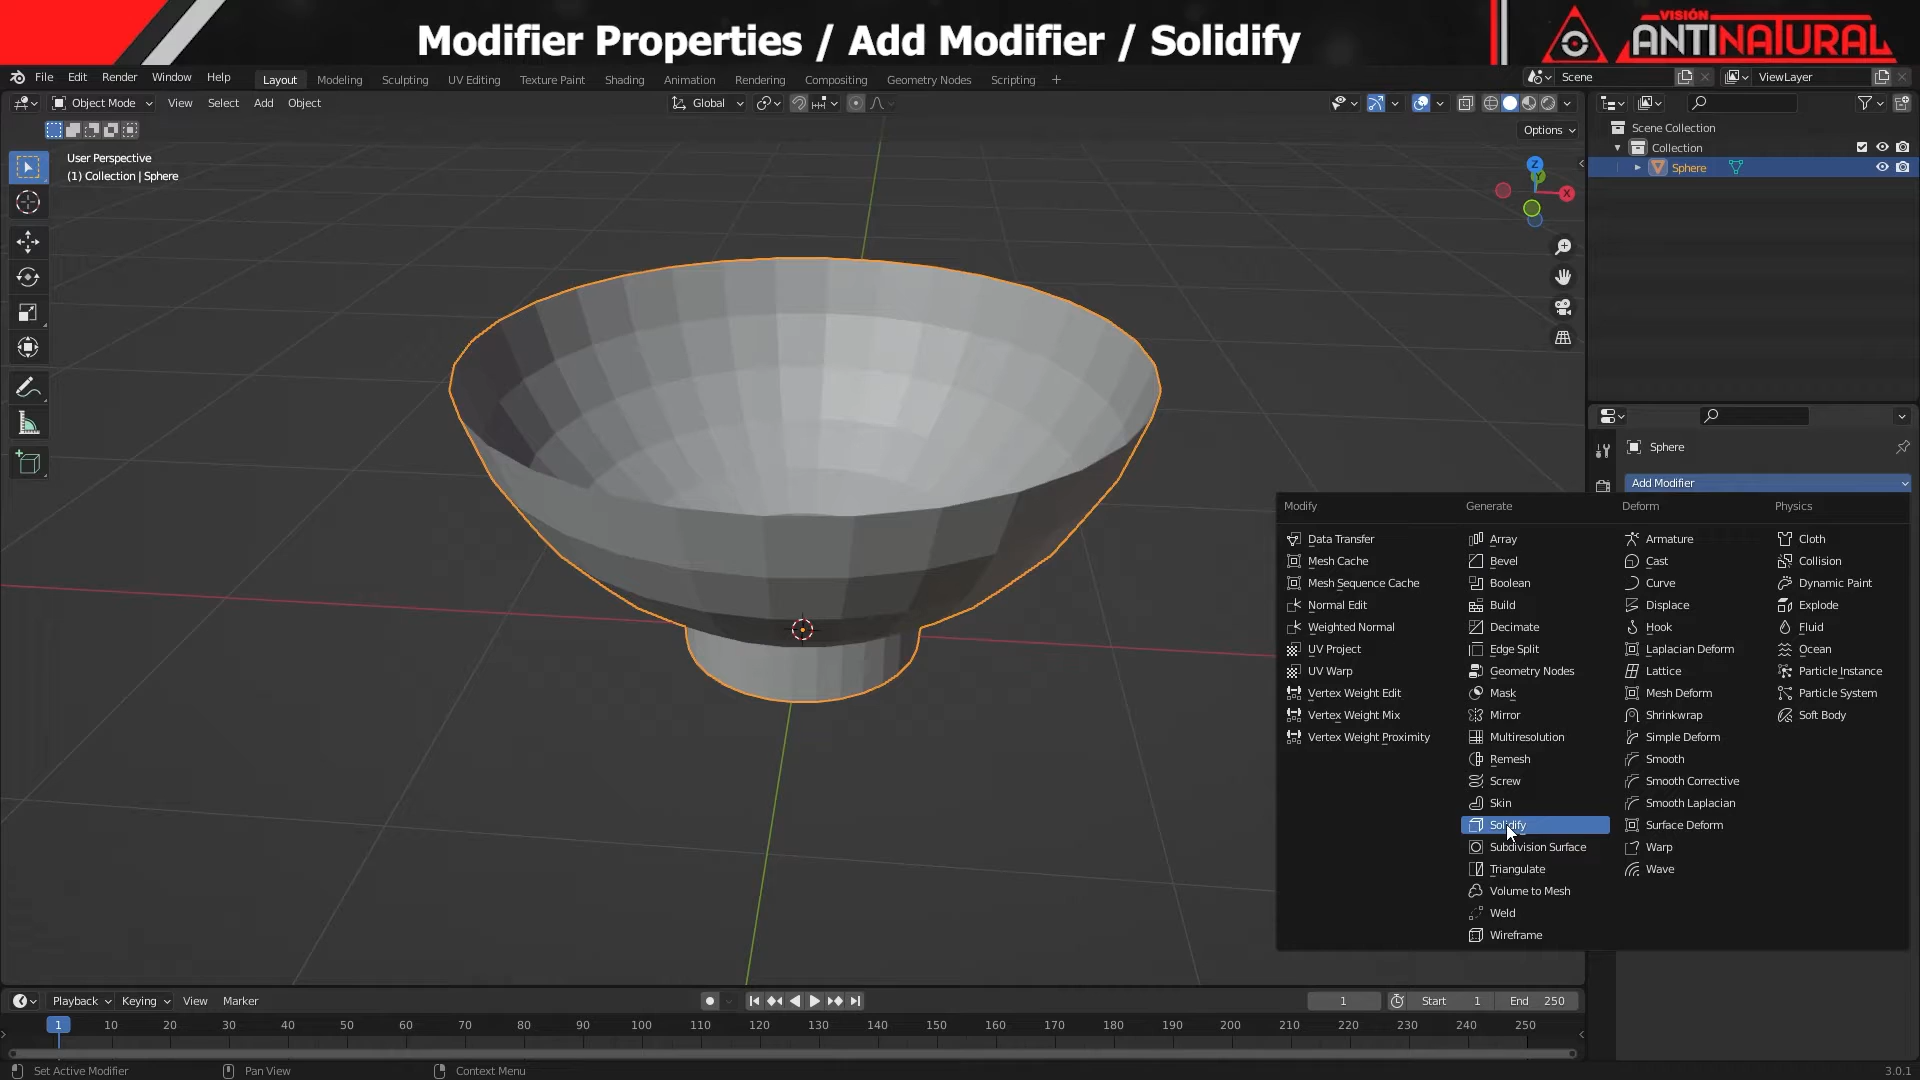 Modifier Properties / Add Modifier / Solidify
VISIÓN
ANTINATURAL
File Edit Render Window Help
Layout Modeling Sculpting UV Editing Texture Paint Shading Animation Rendering Compositing Geometry Nodes Scripting +
Scene ViewLayer
Object Mode View Select Add Object Global
Options
User Perspective
(1) Collection | Sphere
Z
Y
X
Scene Collection
Collection
Sphere
Sphere
Add Modifier
Modify
Data Transfer
Mesh Cache
Mesh Sequence Cache
Normal Edit
Weighted Normal
UV Project
UV Warp
Vertex Weight Edit
Vertex Weight Mix
Vertex Weight Proximity
Generate
Array
Bevel
Boolean
Build
Decimate
Edge Split
Geometry Nodes
Mask
Mirror
Multiresolution
Remesh
Screw
Skin
Solidify
Subdivision Surface
Triangulate
Volume to Mesh
Weld
Wireframe
Deform
Armature
Cast
Curve
Displace
Hook
Laplacian Deform
Lattice
Mesh Deform
Shrinkwrap
Simple Deform
Smooth
Smooth Corrective
Smooth Laplacian
Surface Deform
Warp
Wave
Physics
Cloth
Collision
Dynamic Paint
Explode
Fluid
Ocean
Particle Instance
Particle System
Soft Body
Playback Keying View Marker
1 Start 1 End 250
1 10 20 30 40 50 60 70 80 90 100 110 120 130 140 150 160 170 180 190 200 210 220 230 240 250
Set Active Modifier Pan View Context Menu 3.0.1